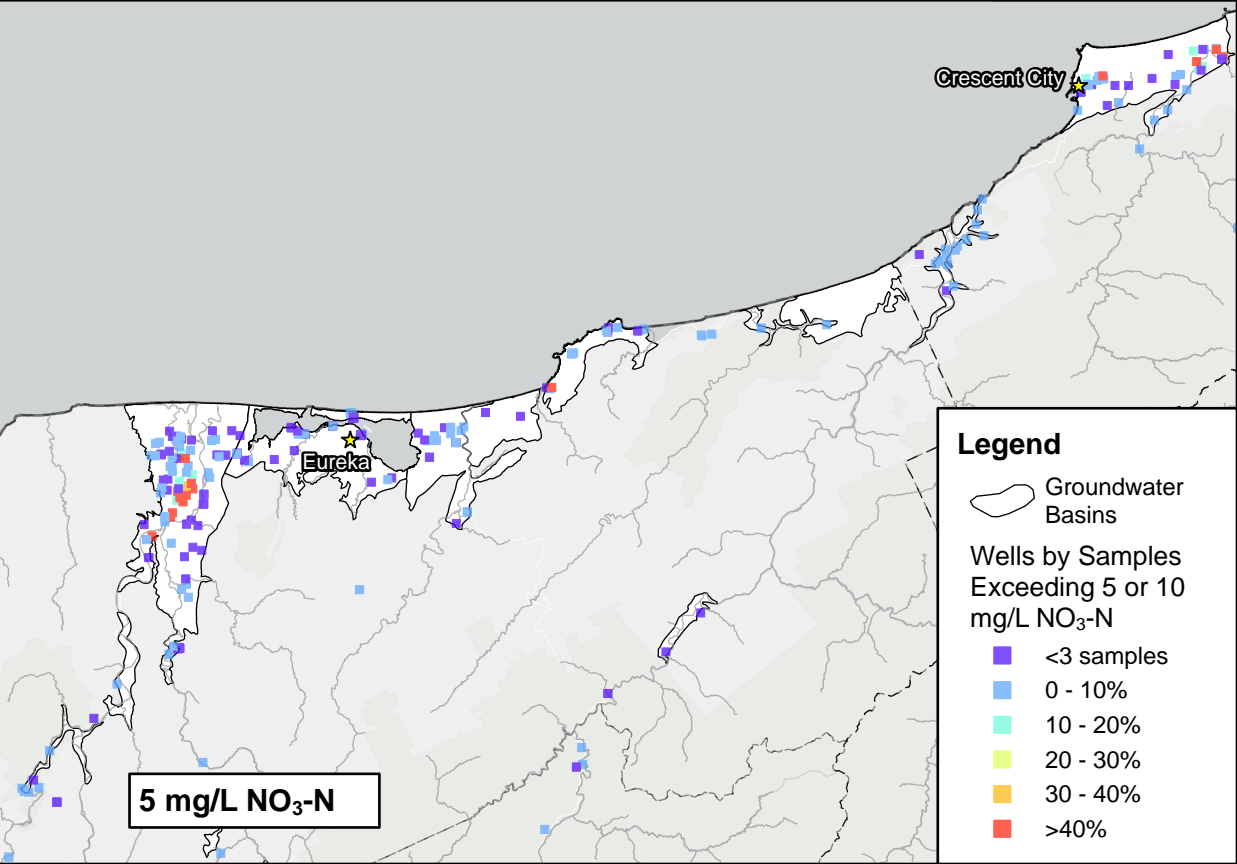 Crescent City
Eureka
5 mg/L NO₃-N
Legend
Groundwater
Basins
Wells by Samples
Exceeding 5 or 10
mg/L NO₃-N
<3 samples
0 - 10%
10 - 20%
20 - 30%
30 - 40%
>40%